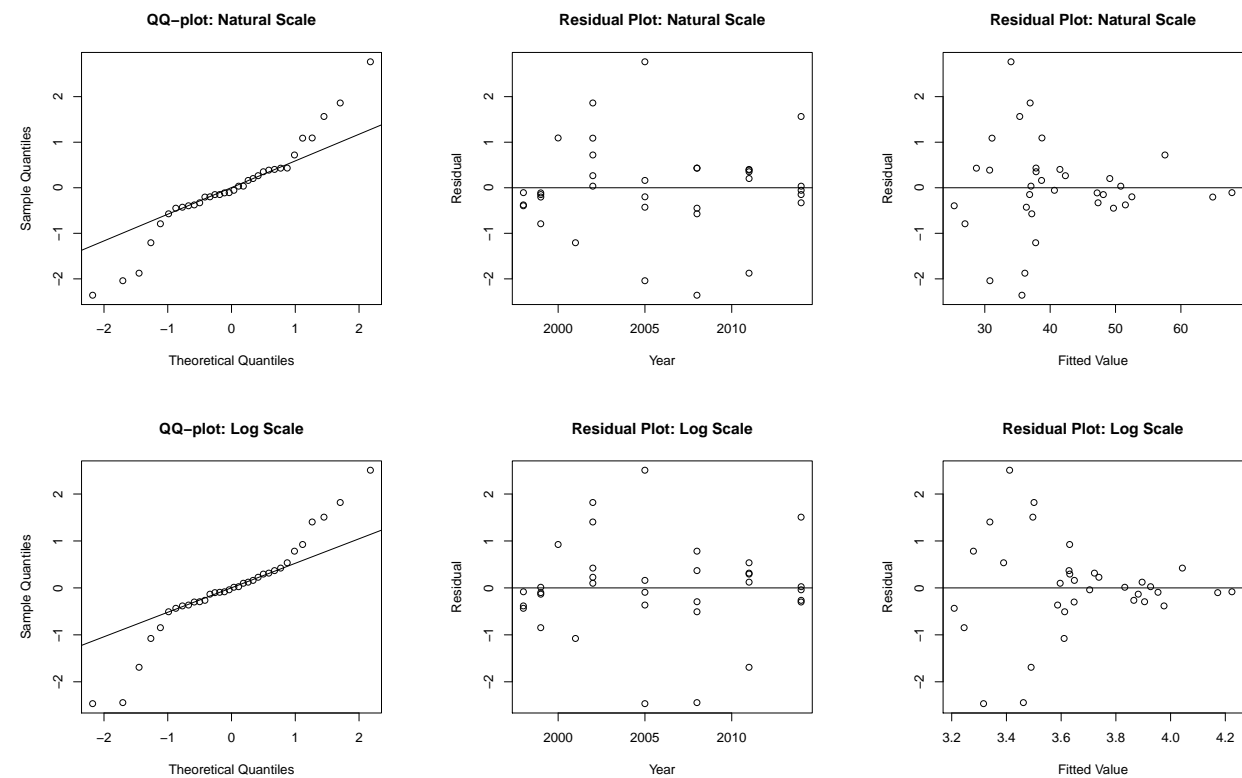 QQ−plot: Natural Scale
Sample Quantiles
2
1
0
−1
−2
−2 −1 0 1 2
Theoretical Quantiles
Residual Plot: Natural Scale
Residual
2
1
0
−1
−2
2000 2005 2010
Year
Residual Plot: Natural Scale
Residual
2
1
0
−1
−2
30 40 50 60
Fitted Value
QQ−plot: Log Scale
Sample Quantiles
2
1
0
−1
−2
−2 −1 0 1 2
Theoretical Quantiles
Residual Plot: Log Scale
Residual
2
1
0
−1
−2
2000 2005 2010
Year
Residual Plot: Log Scale
Residual
2
1
0
−1
−2
3.2 3.4 3.6 3.8 4.0 4.2
Fitted Value